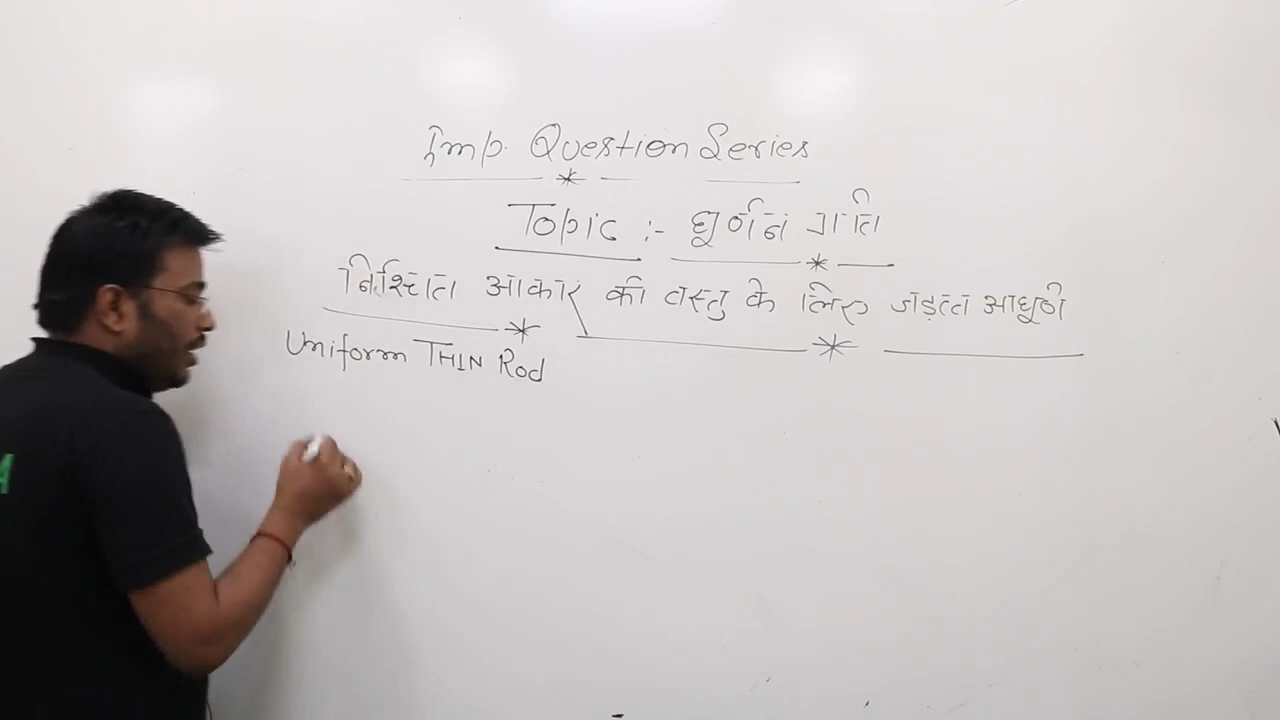 Imp. Question Series
Topic :- घूर्णन गति
निश्चित आकार की वस्तु के लिए जड़त्व आघूर्ण
Uniform THIN Rod